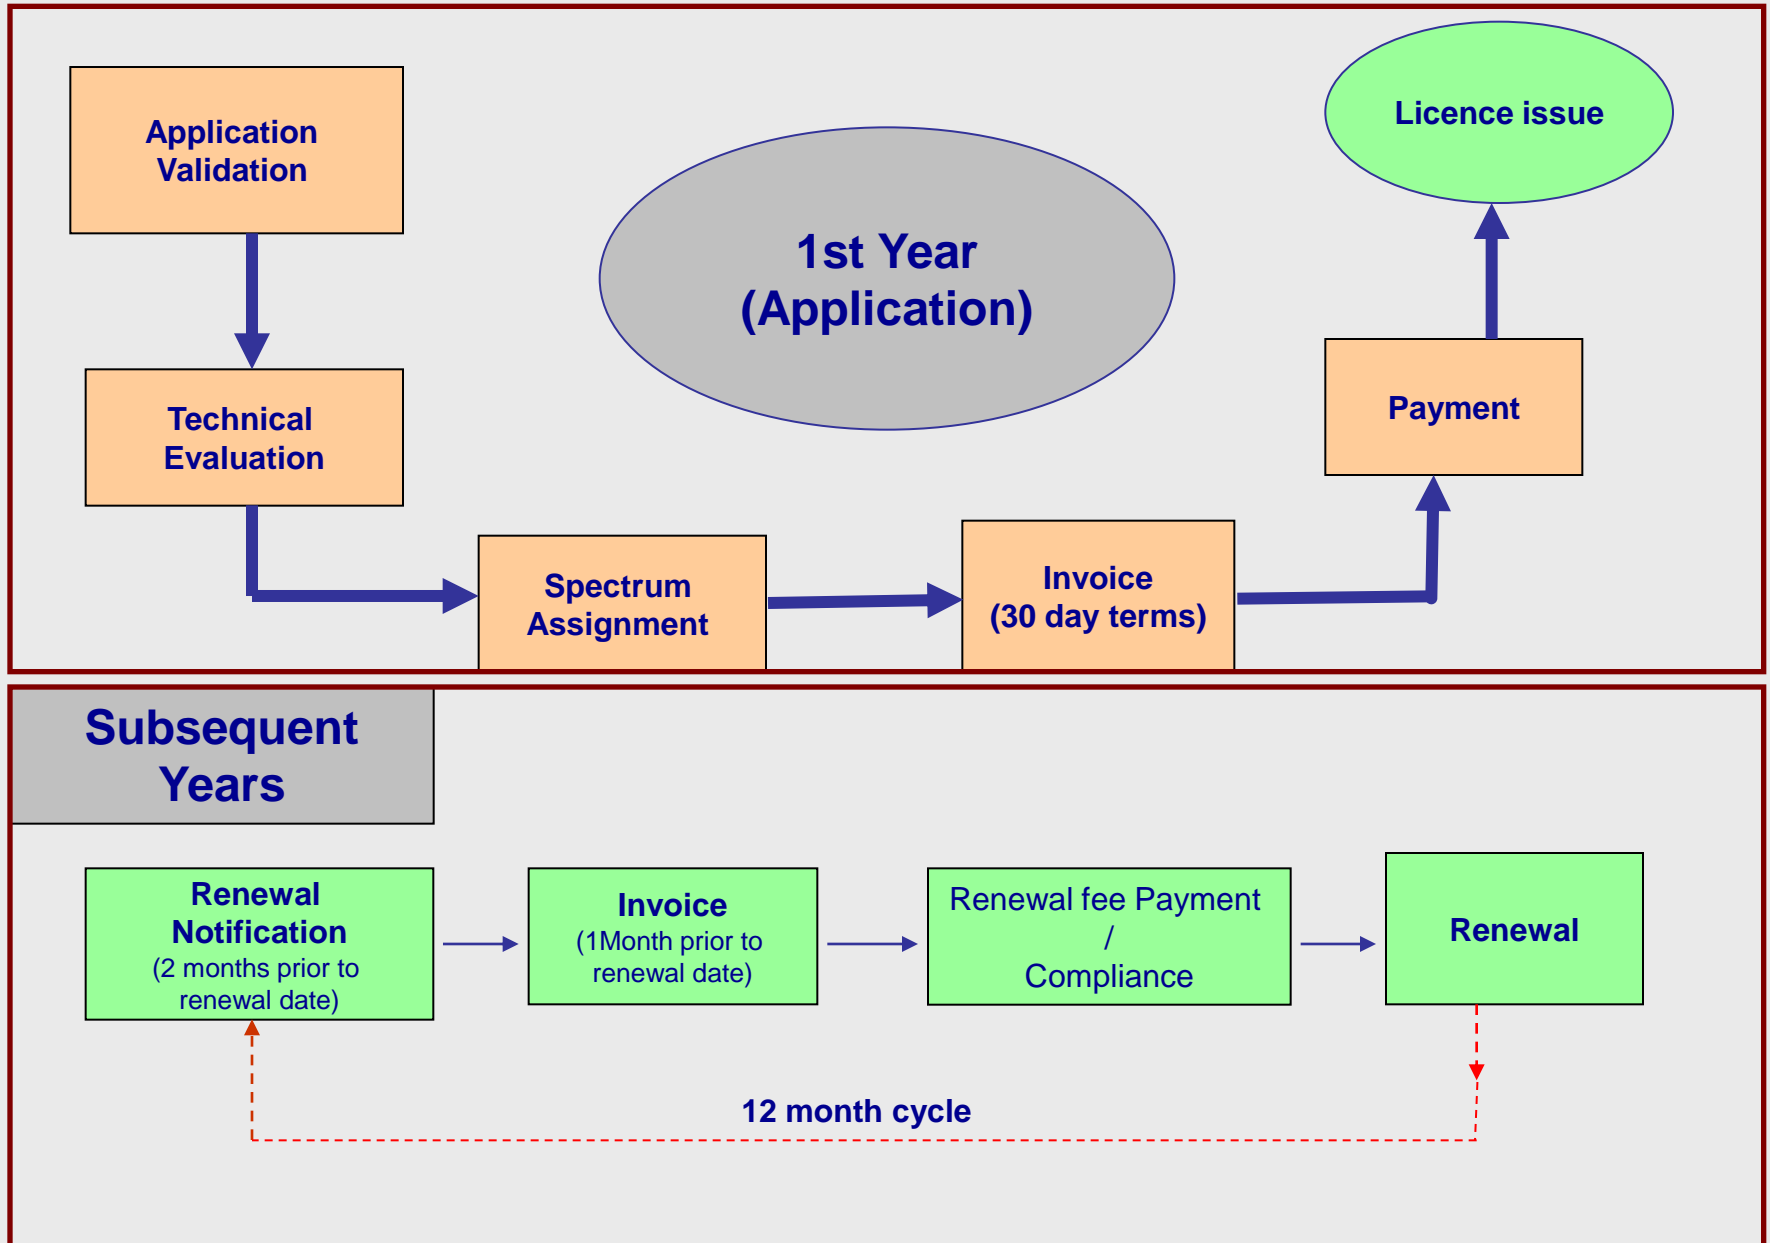 Application
Validation
Technical
Evaluation
Spectrum
Assignment
Invoice
(30 day terms)
Payment
Licence issue
1st Year
(Application)
Subsequent
Years
Renewal
Notification
(2 months prior to
renewal date)
Invoice
(1Month prior to
renewal date)
Renewal fee Payment
/
Compliance
Renewal
12 month cycle